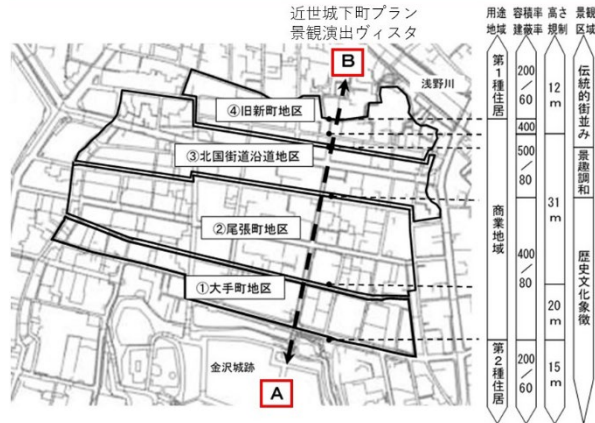 近世城下町プラン
景観演出ヴィスタ
B
浅野川
④旧新町地区
③北国街道沿道地区
②尾張町地区
①大手町地区
金沢城跡
A
用途地域
容積率/建蔽率
高さ規制
景観区域
第1種住居
商業地域
第2種住居
200/60
400
500/80
400/80
200/60
12m
31m
20m
15m
伝統的街並み
景趣調和
歴史文化象徴